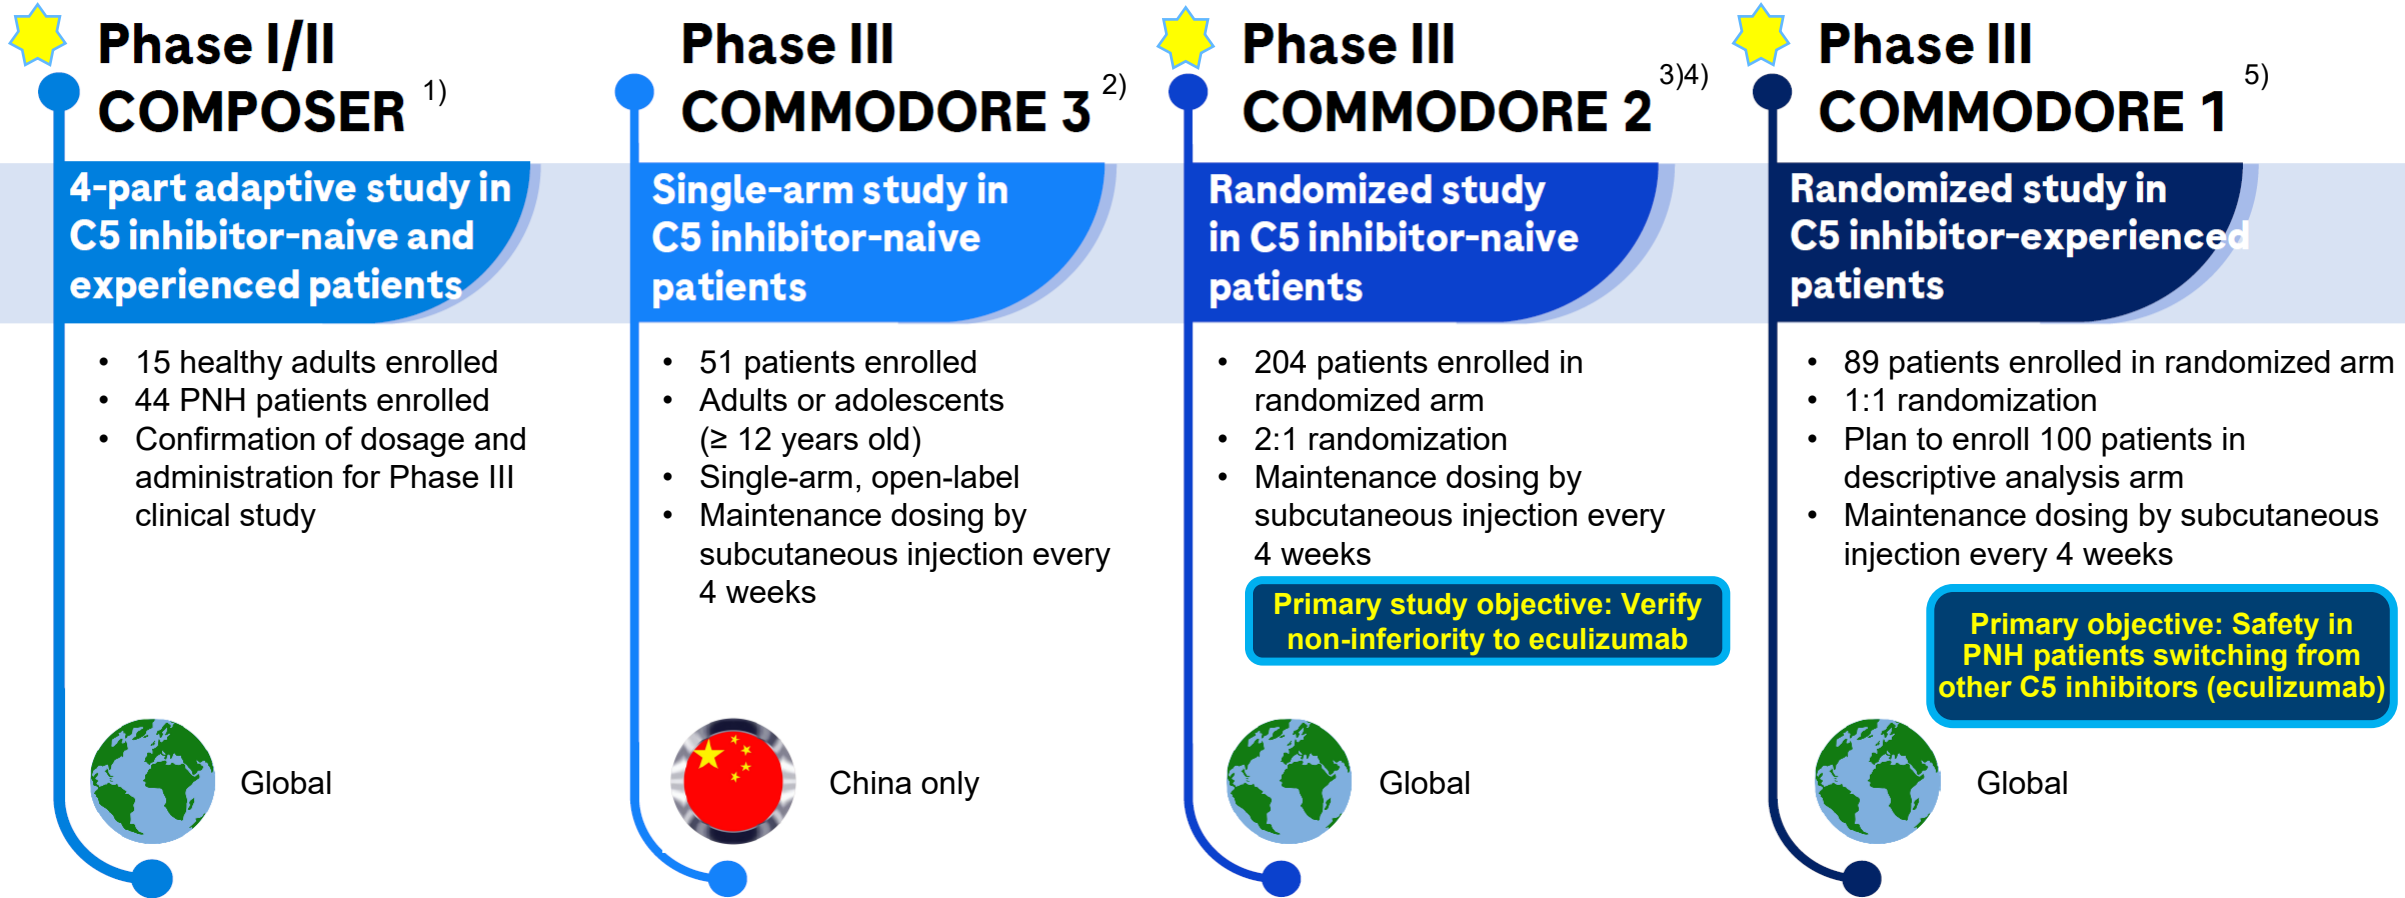 Phase I/II
COMPOSER 1)
4-part adaptive study in
C5 inhibitor-naive and
experienced patients
• 15 healthy adults enrolled
• 44 PNH patients enrolled
• Confirmation of dosage and
administration for Phase III
clinical study
Global
Phase III
COMMODORE 3 2)
Single-arm study in
C5 inhibitor-naive
patients
• 51 patients enrolled
• Adults or adolescents
(≥ 12 years old)
• Single-arm, open-label
• Maintenance dosing by
subcutaneous injection every
4 weeks
China only
Phase III
COMMODORE 2 3)4)
Randomized study
in C5 inhibitor-naive
patients
• 204 patients enrolled in
randomized arm
• 2:1 randomization
• Maintenance dosing by
subcutaneous injection every
4 weeks
Primary study objective: Verify
non-inferiority to eculizumab
Global
Phase III
COMMODORE 1 5)
Randomized study in
C5 inhibitor-experienced
patients
• 89 patients enrolled in randomized arm
• 1:1 randomization
• Plan to enroll 100 patients in
descriptive analysis arm
• Maintenance dosing by subcutaneous
injection every 4 weeks
Primary objective: Safety in
PNH patients switching from
other C5 inhibitors (eculizumab)
Global